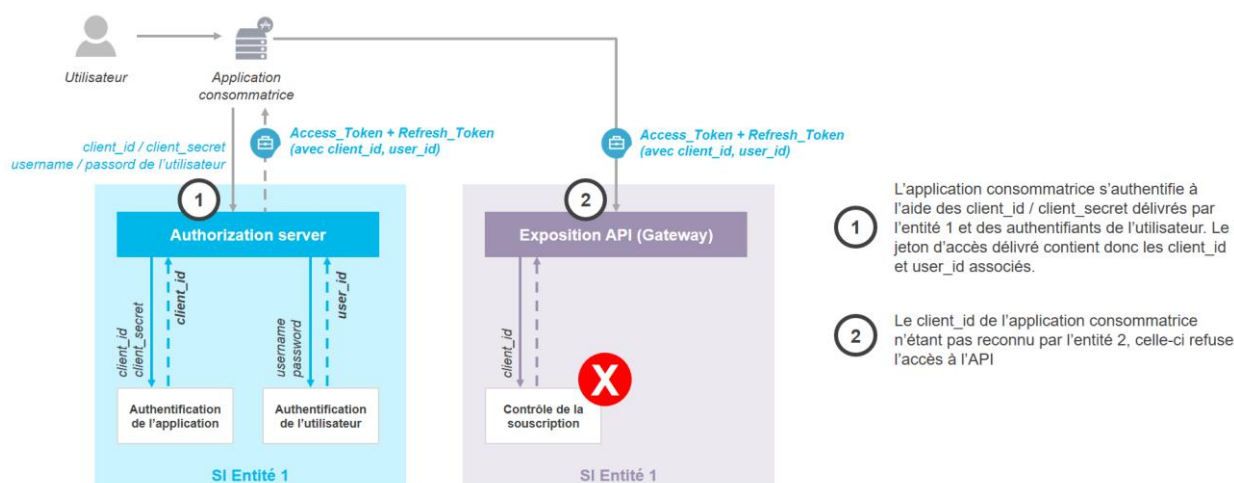 Utilisateur
Application
consommatrice
client_id / client_secret
username / passord de l'utilisateur
Access_Token + Refresh_Token
(avec client_id, user_id)
Access_Token + Refresh_Token
(avec client_id, user_id)
1
Authorization server
client_id
client_secret
client_id
username
password
user_id
Authentification
de l'application
Authentification
de l'utilisateur
SI Entité 1
2
Exposition API (Gateway)
client_id
X
Contrôle de la
souscription
SI Entité 1
1
L'application consommatrice s'authentifie à
l'aide des client_id / client_secret délivrés par
l'entité 1 et des authentifiants de l'utilisateur. Le
jeton d'accès délivré contient donc les client_id
et user_id associés.
2
Le client_id de l'application consommatrice
n'étant pas reconnu par l'entité 2, celle-ci refuse
l'accès à l'API